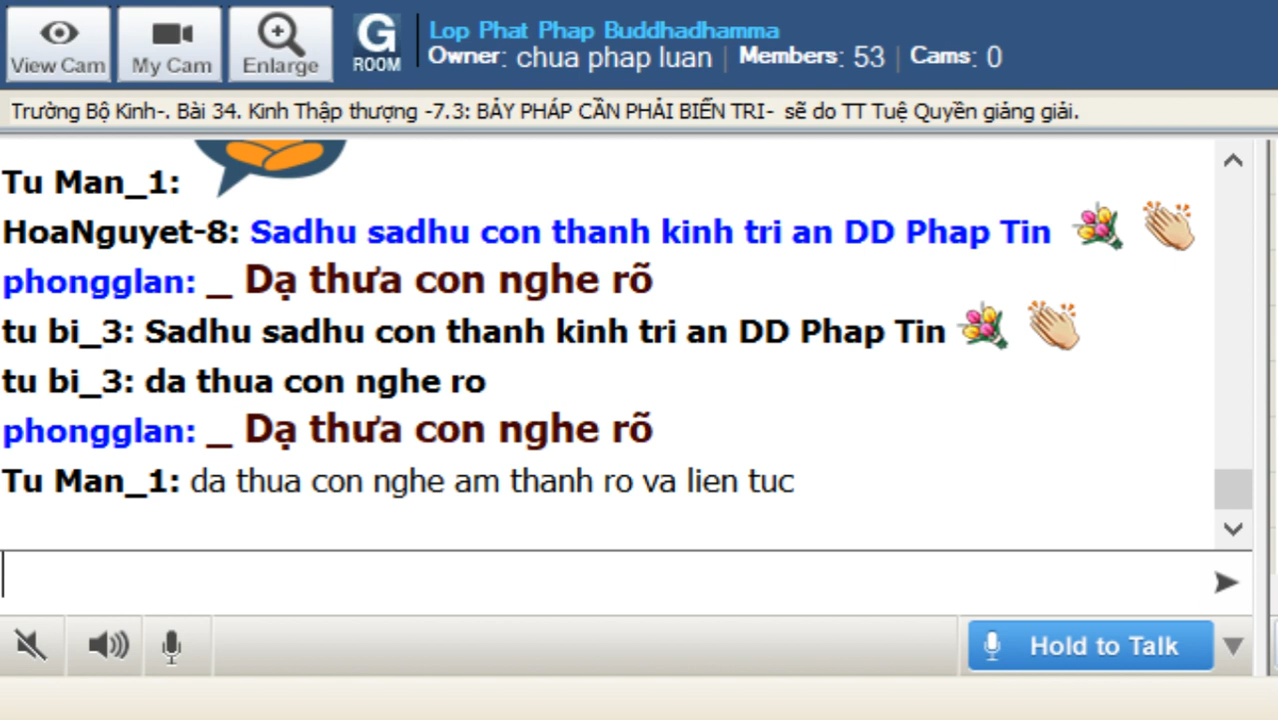 View Cam
My Cam
Enlarge
G
ROOM
Lop Phat Phap Buddhadhamma
Owner: chua phap luan | Members: 53 | Cams: 0
Trường Bộ Kinh-. Bài 34. Kinh Thập thượng -7.3: BẢY PHÁP CẦN PHẢI BIẾN TRI- sẽ do TT Tuệ Quyền giảng giải.
Tu Man_1:
HoaNguyet-8: Sadhu sadhu con thanh kinh tri an DD Phap Tin
phongglan: _ Dạ thưa con nghe rõ
tu bi_3: Sadhu sadhu con thanh kinh tri an DD Phap Tin
tu bi_3: da thua con nghe ro
phongglan: _ Dạ thưa con nghe rõ
Tu Man_1: da thua con nghe am thanh ro va lien tuc
Hold to Talk